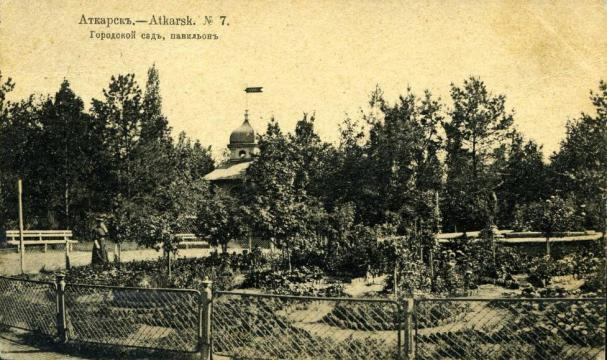 Аткарскъ.—Atkarsk. № 7.
Городской садъ, павильонъ